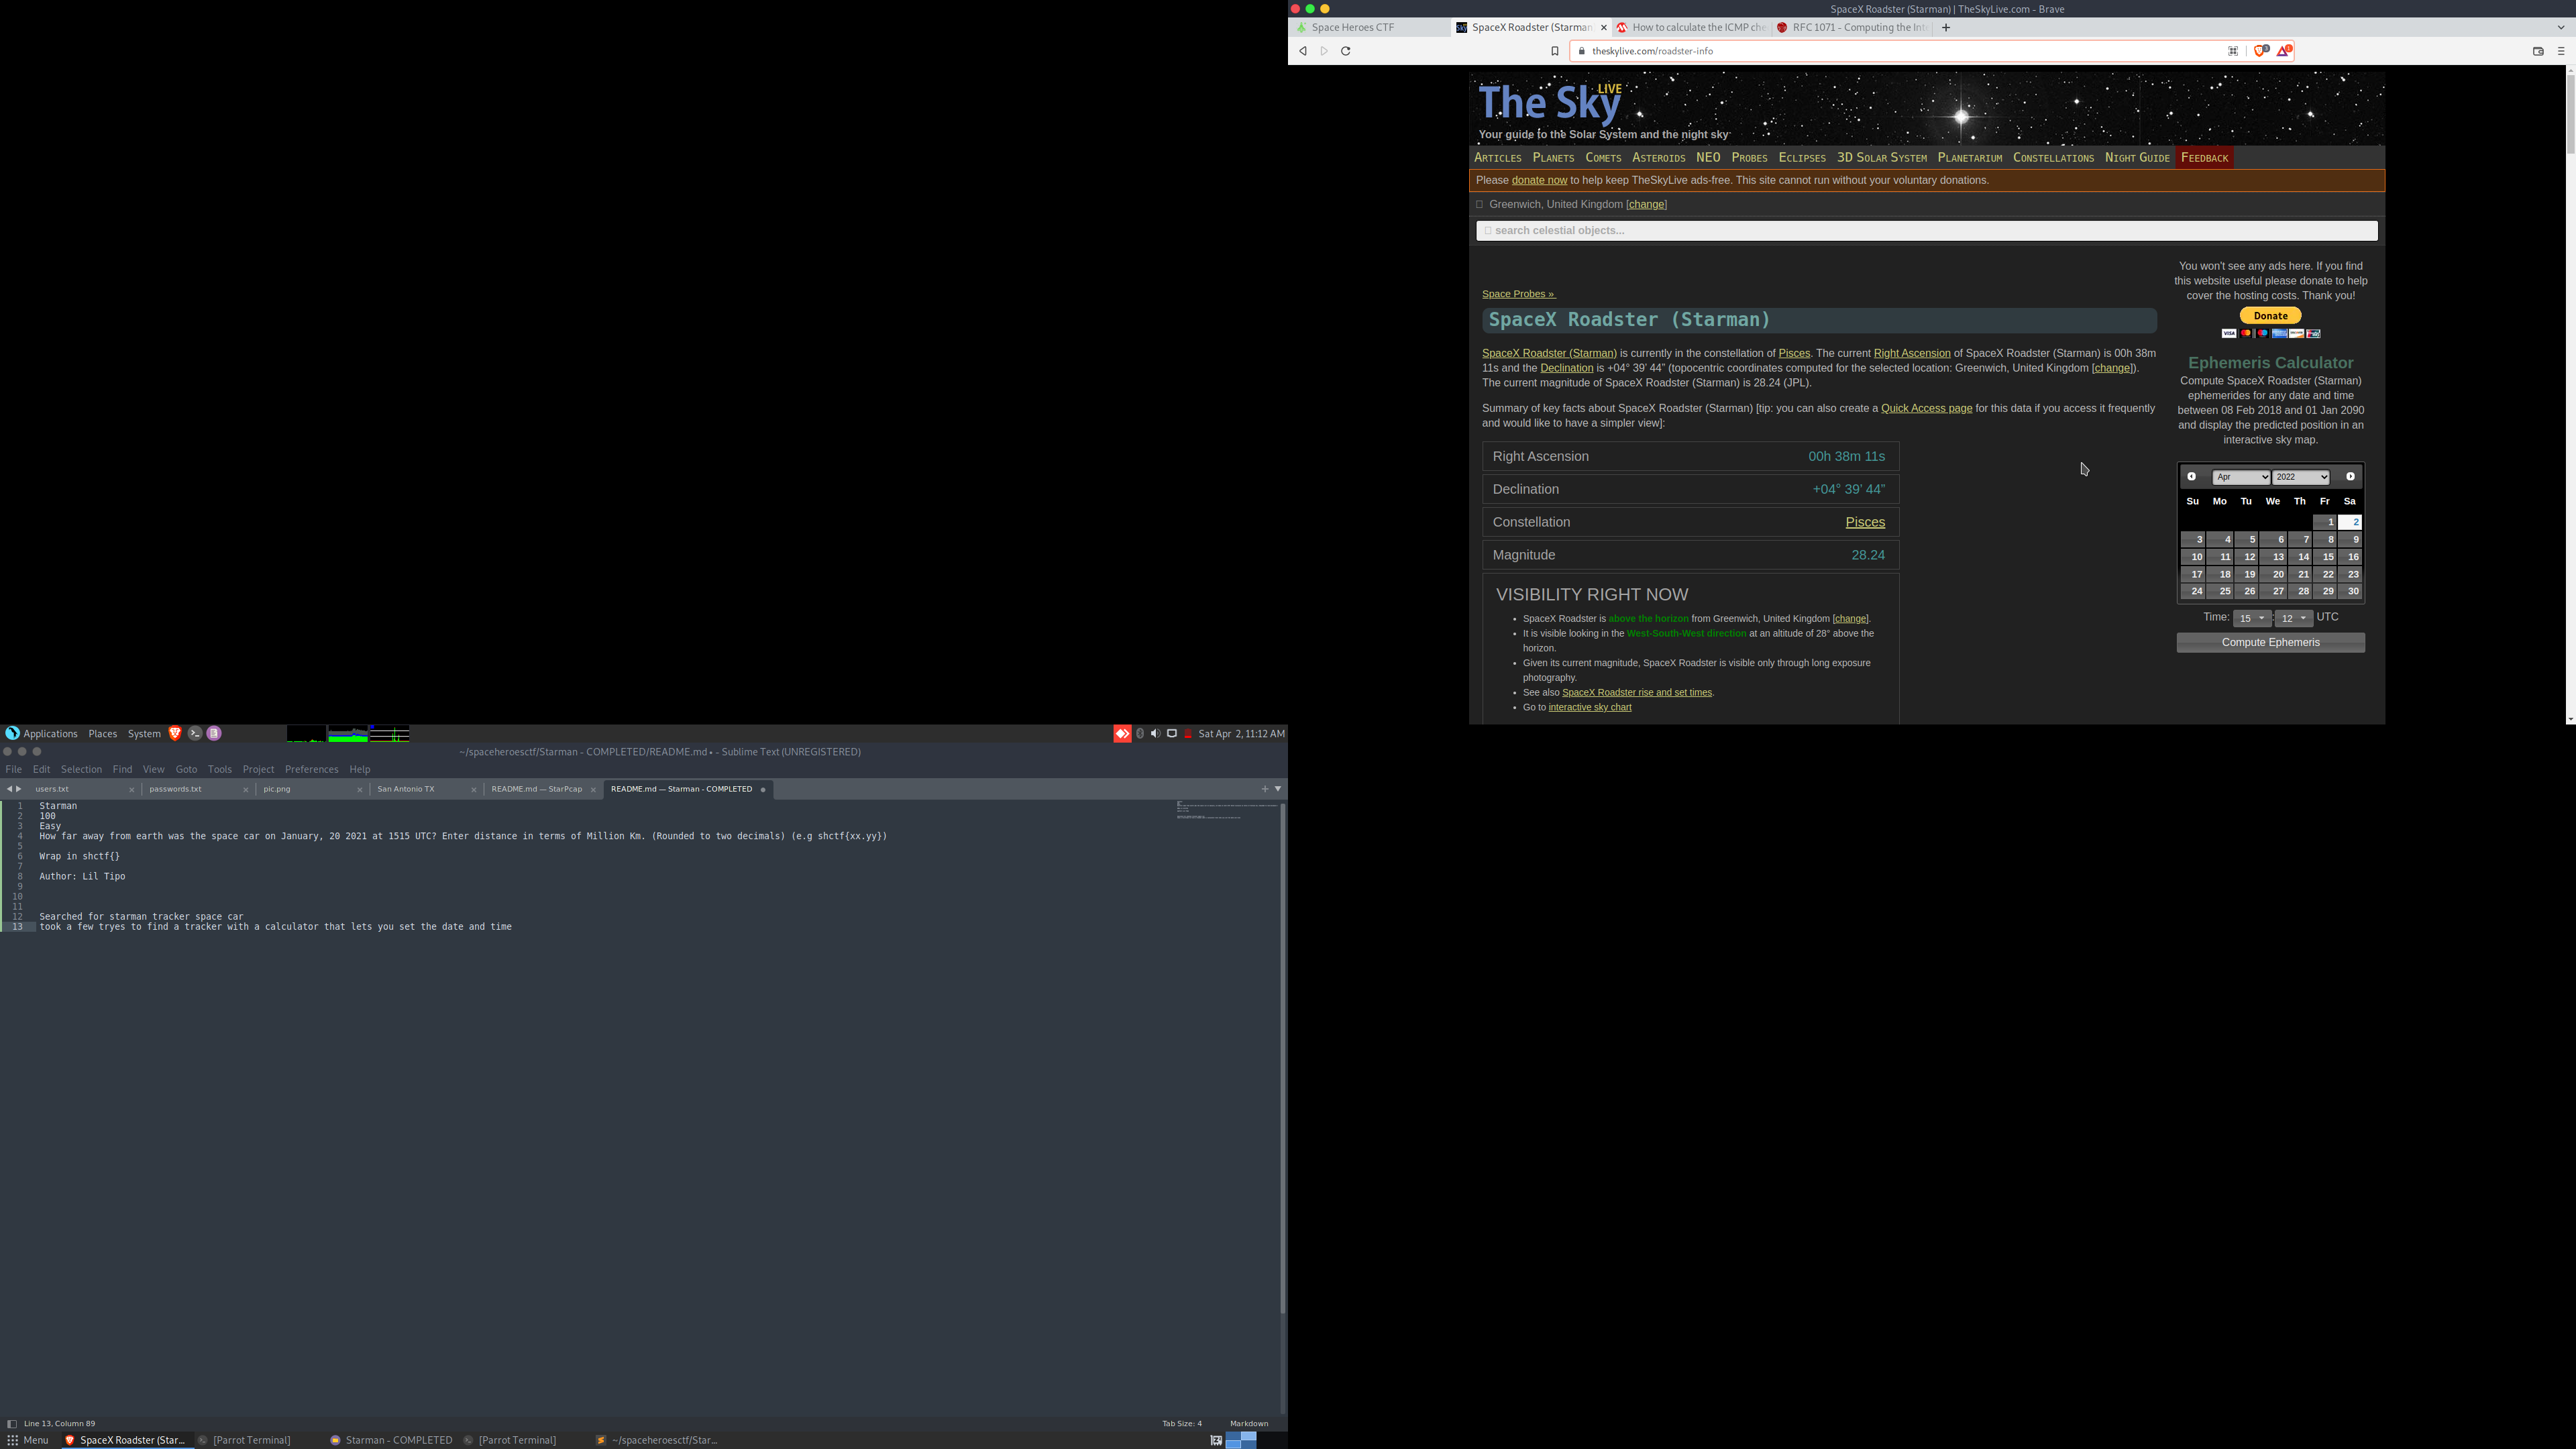 SpaceX Roadster (Starman) | TheSkyLive.com - Brave
Space Heroes CTF
SpaceX Roadster (Starman
How to calculate the ICMP che
RFC 1071 - Computing the Int
theskylive.com/roadster-info
The Sky LIVE
Your guide to the Solar System and the night sky
Articles Planets Comets Asteroids NEO Probes Eclipses 3D Solar System Planetarium Constellations Night Guide Feedback
Please donate now to help keep TheSkyLive ads-free. This site cannot run without your voluntary donations.
Greenwich, United Kingdom [change]
search celestial objects...
Space Probes »
SpaceX Roadster (Starman)
SpaceX Roadster (Starman) is currently in the constellation of Pisces. The current Right Ascension of SpaceX Roadster (Starman) is 00h 38m
11s and the Declination is +04° 39’ 44” (topocentric coordinates computed for the selected location: Greenwich, United Kingdom [change]).
The current magnitude of SpaceX Roadster (Starman) is 28.24 (JPL).
Summary of key facts about SpaceX Roadster (Starman) [tip: you can also create a Quick Access page for this data if you access it frequently
and would like to have a simpler view]:
Right Ascension 00h 38m 11s
Declination +04° 39’ 44”
Constellation Pisces
Magnitude 28.24
VISIBILITY RIGHT NOW
• SpaceX Roadster is above the horizon from Greenwich, United Kingdom [change].
• It is visible looking in the West-South-West direction at an altitude of 28° above the
horizon.
• Given its current magnitude, SpaceX Roadster is visible only through long exposure
photography.
• See also SpaceX Roadster rise and set times.
• Go to interactive sky chart
You won't see any ads here. If you find
this website useful please donate to help
cover the hosting costs. Thank you!
Donate
VISA
Ephemeris Calculator
Compute SpaceX Roadster (Starman)
ephemerides for any date and time
between 08 Feb 2018 and 01 Jan 2090
and display the predicted position in an
interactive sky map.
Apr 2022
Su Mo Tu We Th Fr Sa
1 2
3 4 5 6 7 8 9
10 11 12 13 14 15 16
17 18 19 20 21 22 23
24 25 26 27 28 29 30
Time: 15 : 12 UTC
Compute Ephemeris
Applications Places System
Sat Apr 2, 11:12 AM
~/spaceheroesctf/Starman - COMPLETED/README.md • - Sublime Text (UNREGISTERED)
File Edit Selection Find View Goto Tools Project Preferences Help
users.txt
passwords.txt
pic.png
San Antonio TX
README.md — StarPcap
README.md — Starman - COMPLETED
1 Starman
2 100
3 Easy
4 How far away from earth was the space car on January, 20 2021 at 1515 UTC? Enter distance in terms of Million Km. (Rounded to two decimals) (e.g shctf{xx.yy})
5
6 Wrap in shctf{}
7
8 Author: Lil Tipo
9
10
11
12 Searched for starman tracker space car
13 took a few tryes to find a tracker with a calculator that lets you set the date and time
Line 13, Column 89
Tab Size: 4
Markdown
Menu
SpaceX Roadster (Star...
[Parrot Terminal]
Starman - COMPLETED
[Parrot Terminal]
~/spaceheroesctf/Star...